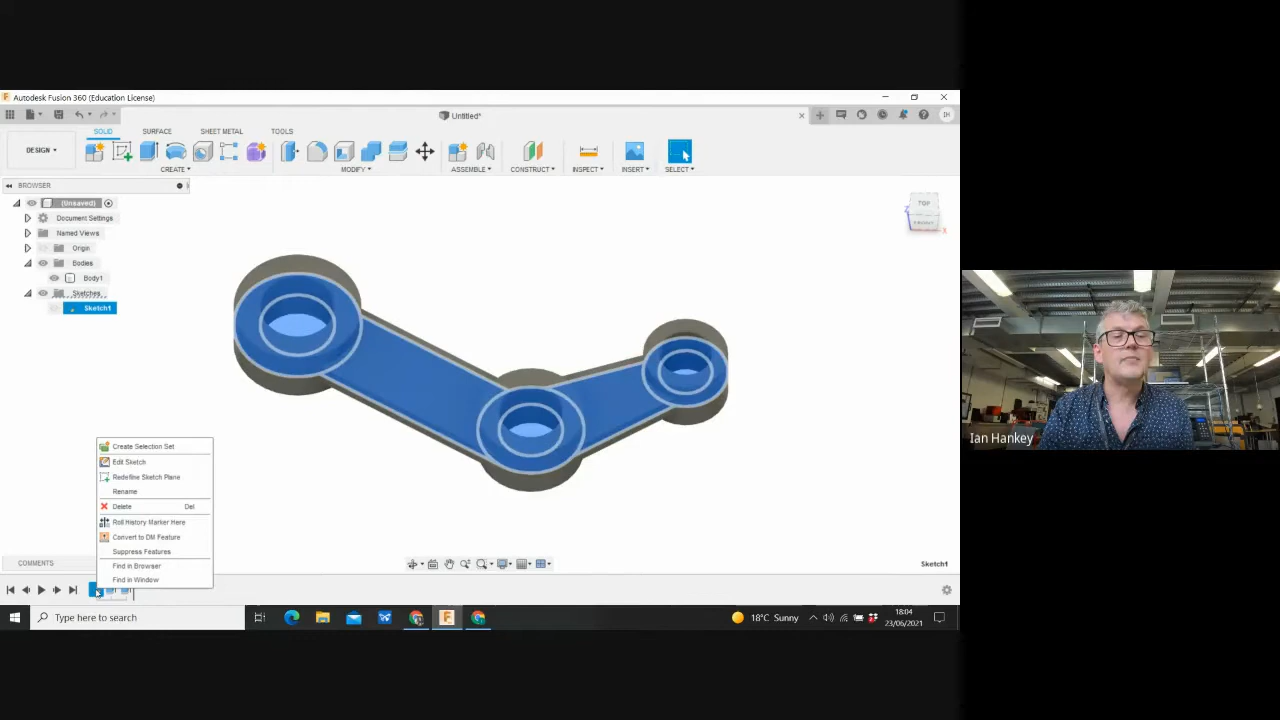 Autodesk Fusion 360 (Education License)
Untitled*
IH
SOLID SURFACE SHEET METAL TOOLS
DESIGN
CREATE MODIFY ASSEMBLE CONSTRUCT INSPECT INSERT SELECT
BROWSER
(Unsaved)
Document Settings
Named Views
Origin
Bodies
Body1
Sketches
Sketch1
TOP
Z
X
Create Selection Set
Edit Sketch
Redefine Sketch Plane
Rename
Delete Del
Roll History Marker Here
Convert to DM Feature
Suppress Features
Find in Browser
Find in Window
COMMENTS
Sketch1
Type here to search
18°C Sunny
18:04
23/06/2021
Ian Hankey